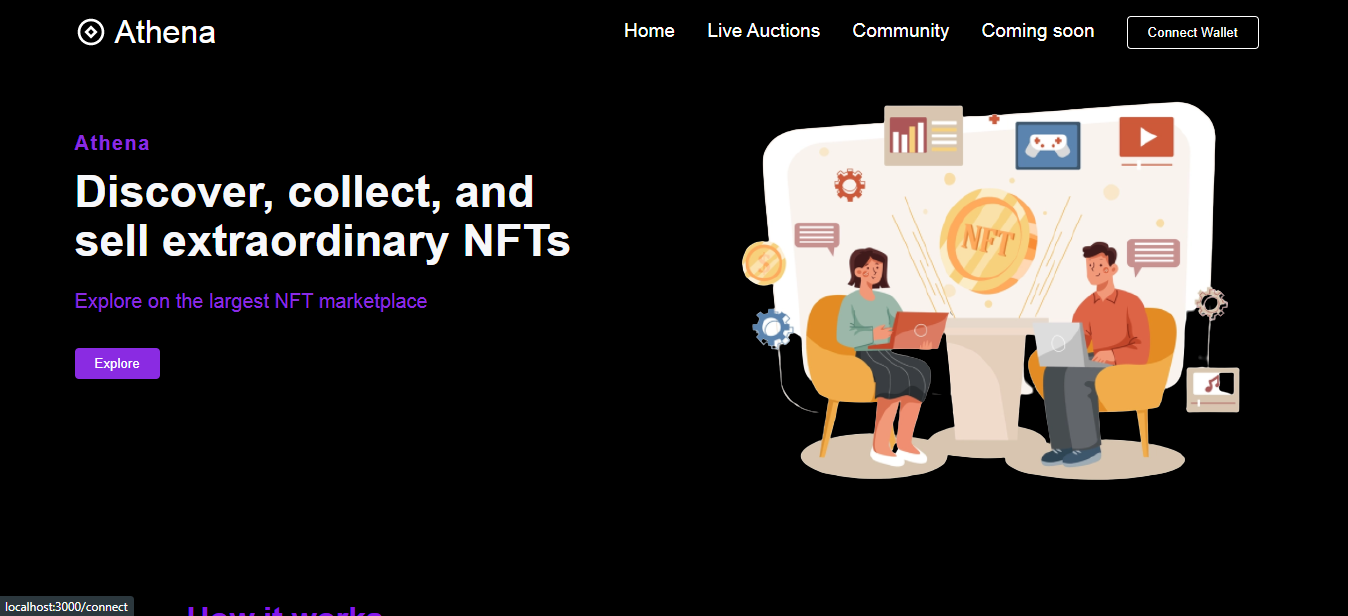 Athena
Home
Live Auctions
Community
Coming soon
Connect Wallet
Athena
Discover, collect, and
sell extraordinary NFTs
Explore on the largest NFT marketplace
Explore
NFT
How it works
localhost:3000/connect